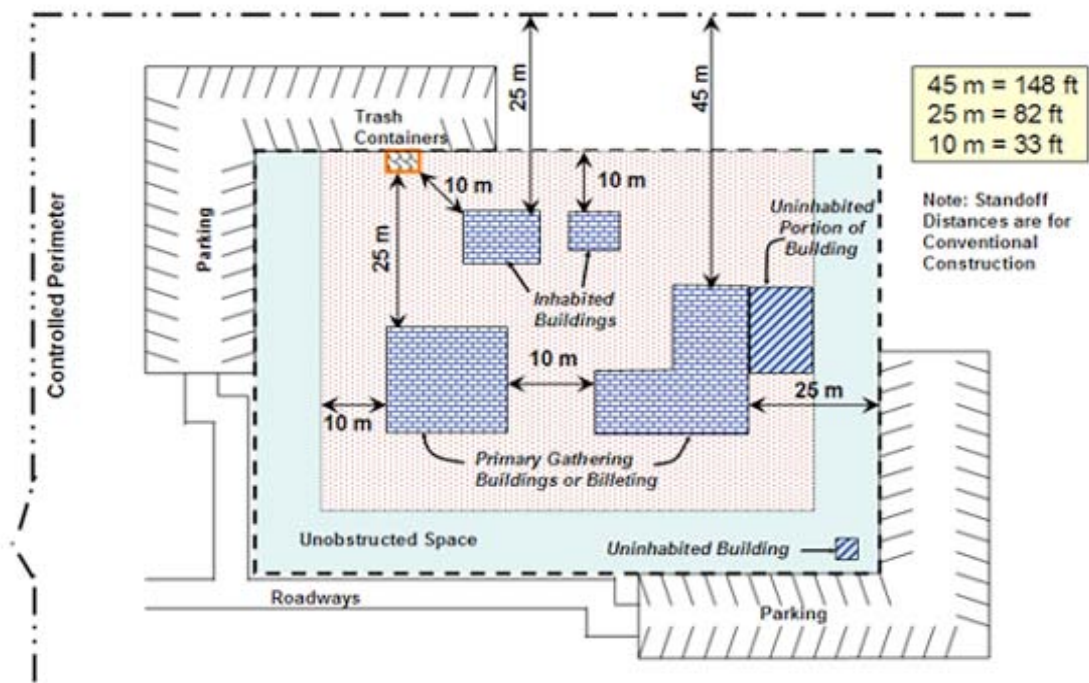 25 m
45 m
45 m = 148 ft
25 m = 82 ft
10 m = 33 ft
Trash
Containers
10 m
10 m
Uninhabited
Portion of
Building
Note: Standoff
Distances are for
Conventional
Construction
Parking
25 m
Controlled Perimeter
Inhabited
Buildings
10 m
10 m
25 m
Primary Gathering
Buildings or Billeting
Unobstructed Space
Uninhabited Building
Roadways
Parking